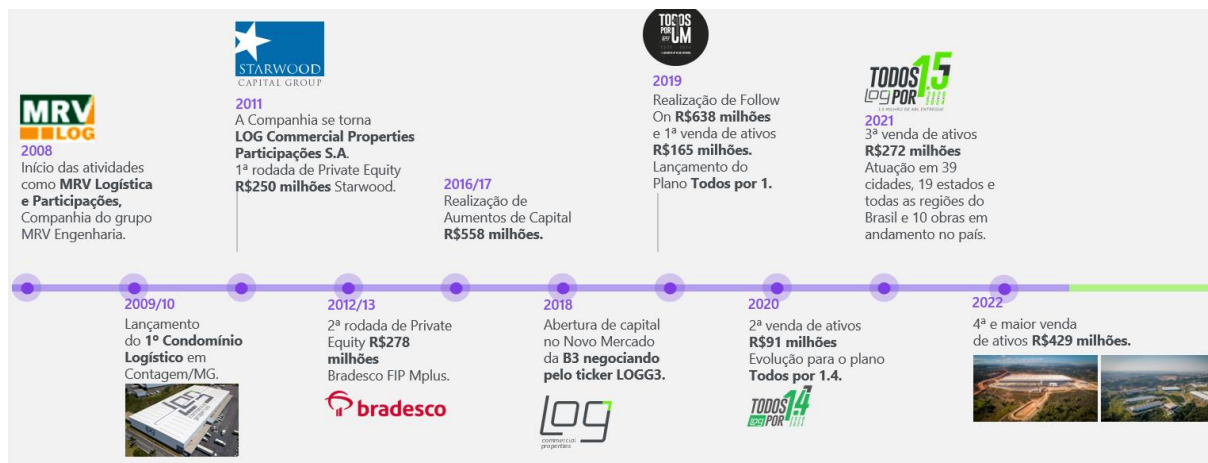 MRV
LOG
2008
Início das atividades
como MRV Logística
e Participações,
Companhia do grupo
MRV Engenharia.
2009/10
Lançamento
do 1º Condomínio
Logístico em
Contagem/MG.
Log
STARWOOD
CAPITAL GROUP
2011
A Companhia se torna
LOG Commercial Properties
Participações S.A.
1ª rodada de Private Equity
R$250 milhões Starwood.
2012/13
2ª rodada de Private
Equity R$278
milhões
Bradesco FIP Mplus.
bradesco
2016/17
Realização de
Aumentos de Capital
R$558 milhões.
2018
Abertura de capital
no Novo Mercado
da B3 negociando
pelo ticker LOGG3.
Log
commercial
properties
TODOS
POR UM
2019
Realização de Follow
On R$638 milhões
e 1ª venda de ativos
R$165 milhões.
Lançamento do
Plano Todos por 1.
2020
2ª venda de ativos
R$91 milhões
Evolução para o plano
Todos por 1.4.
TODOS 1.4
Log POR
TODOS 1.5
Log POR
2021
3ª venda de ativos
R$272 milhões
Atuação em 39
cidades, 19 estados e
todas as regiões do
Brasil e 10 obras em
andamento no país.
2022
4ª e maior venda
de ativos R$429 milhões.